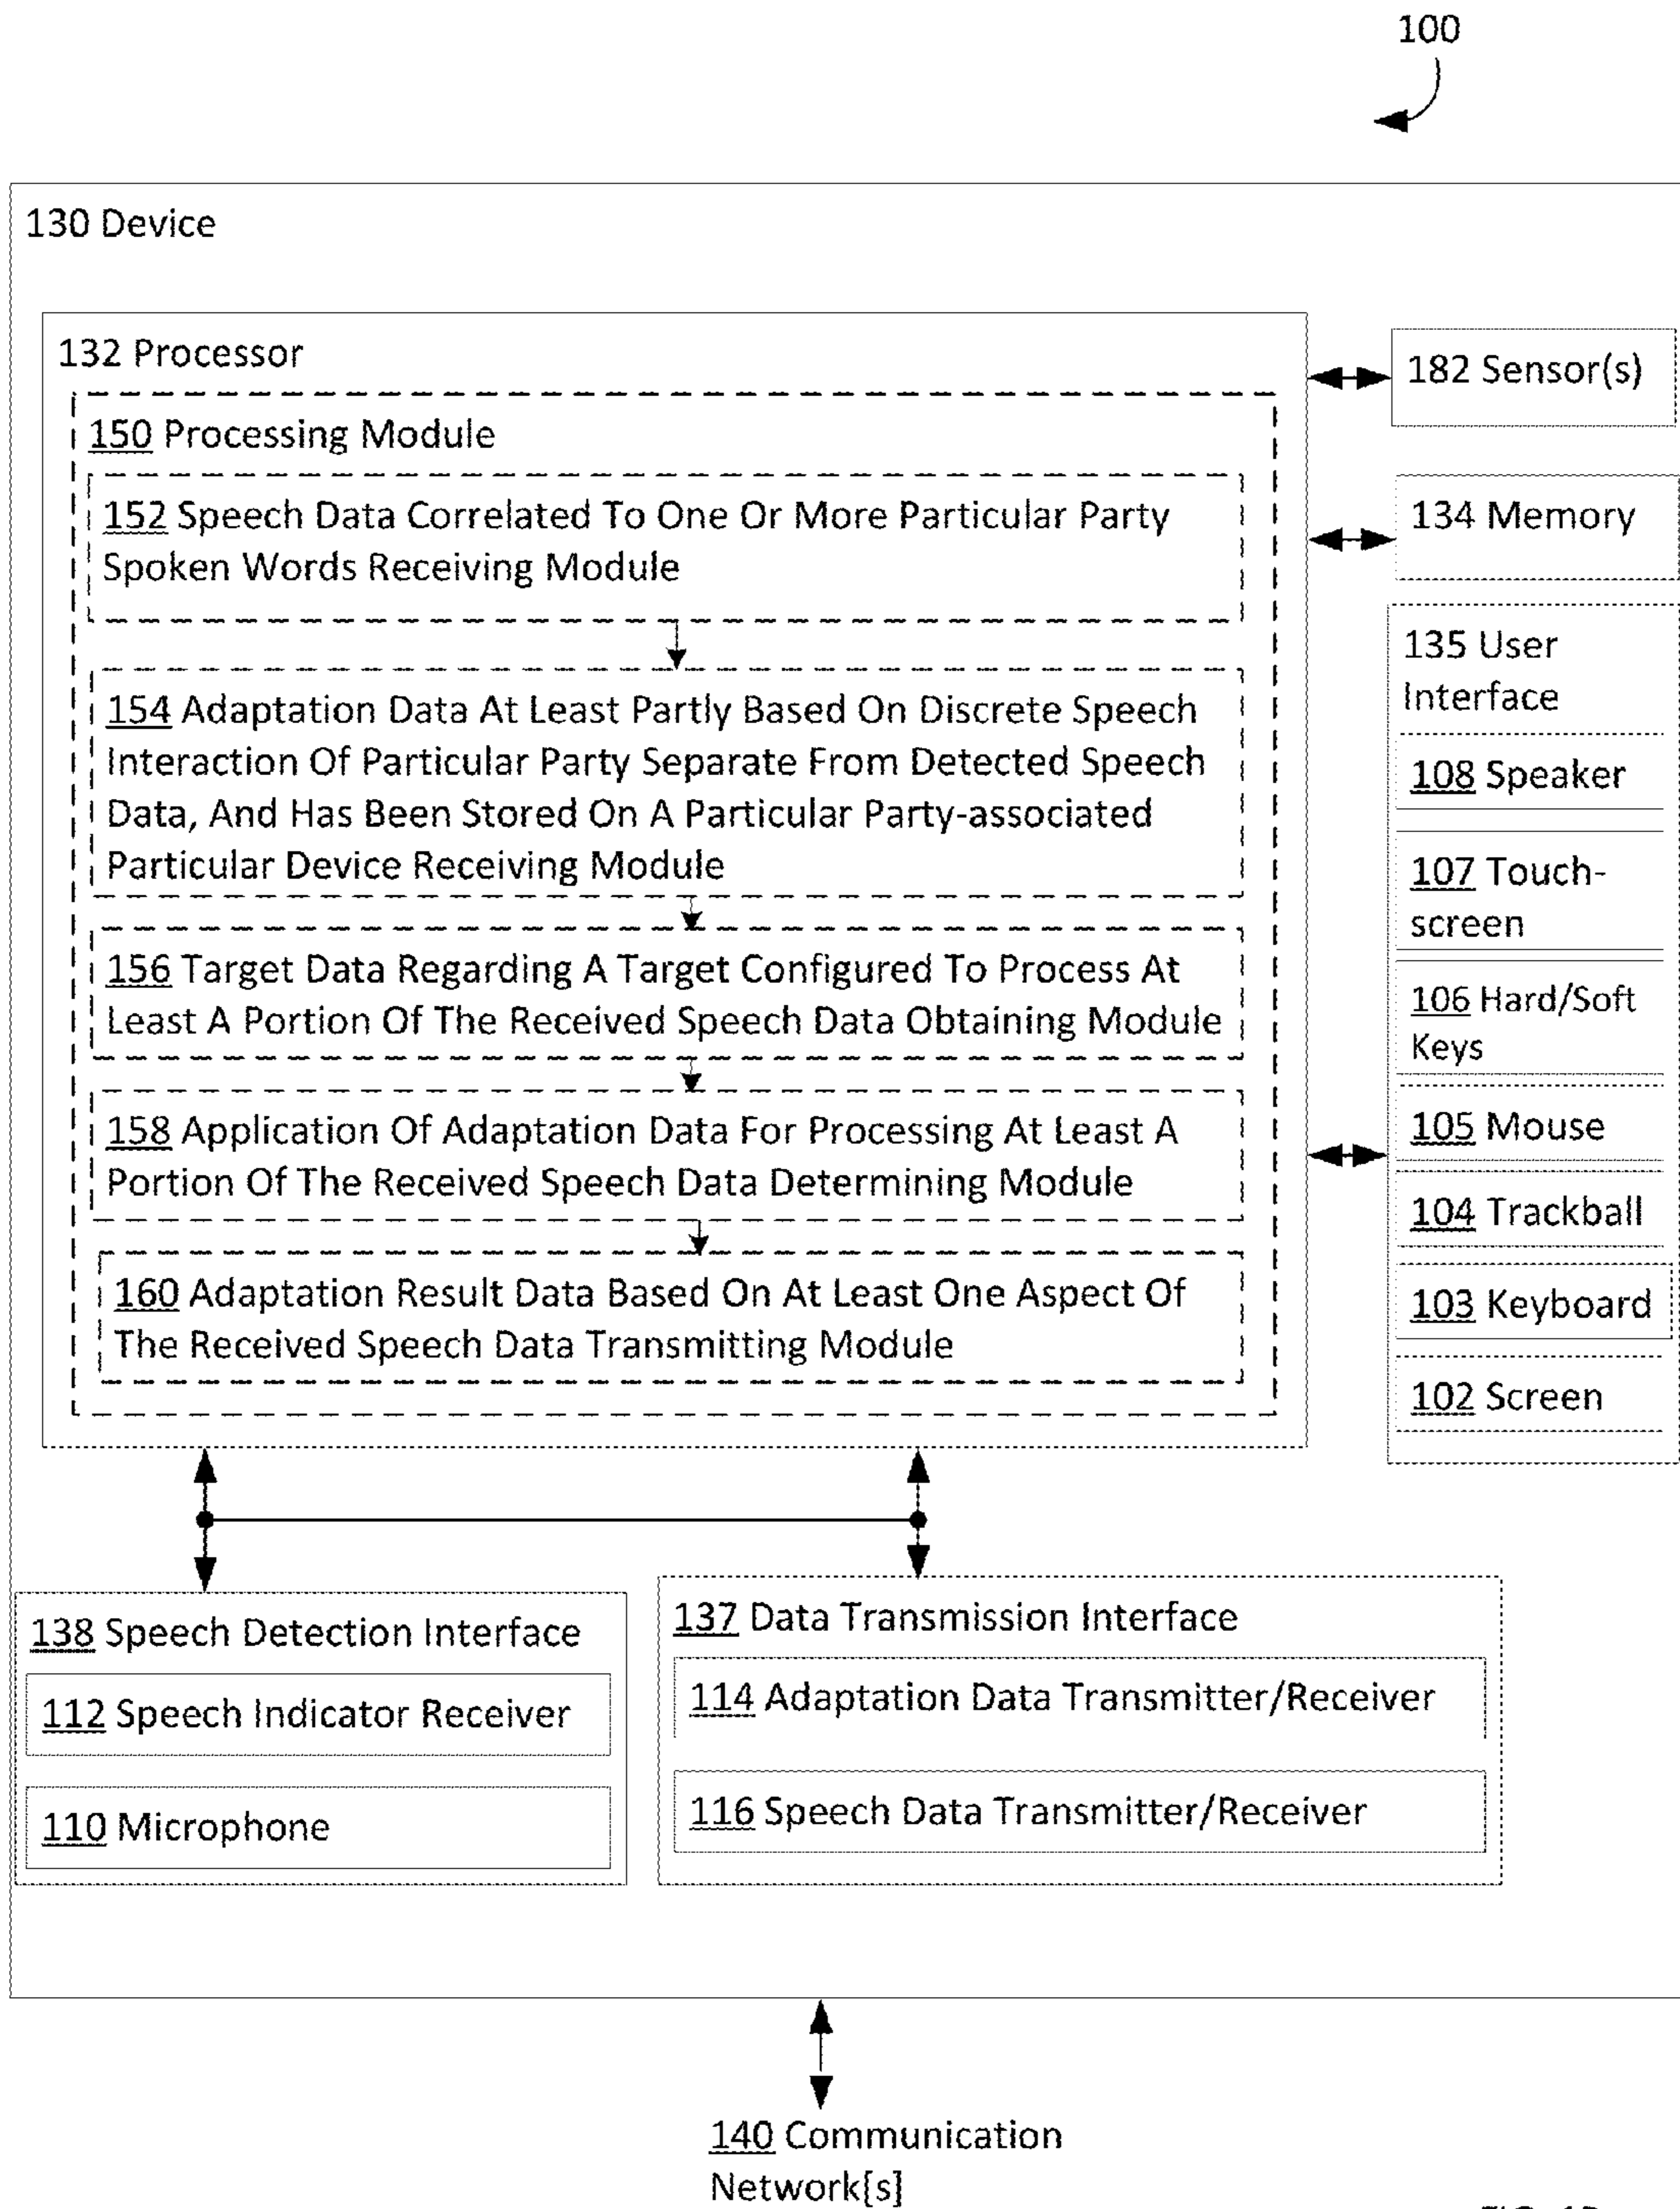 100
130 Device
132 Processor
150 Processing Module
152 Speech Data Correlated To One Or More Particular Party
Spoken Words Receiving Module
154 Adaptation Data At Least Partly Based On Discrete Speech
Interaction Of Particular Party Separate From Detected Speech
Data, And Has Been Stored On A Particular Party-associated
Particular Device Receiving Module
156 Target Data Regarding A Target Configured To Process At
Least A Portion Of The Received Speech Data Obtaining Module
158 Application Of Adaptation Data For Processing At Least A
Portion Of The Received Speech Data Determining Module
160 Adaptation Result Data Based On At Least One Aspect Of
The Received Speech Data Transmitting Module
182 Sensor(s)
134 Memory
135 User
Interface
108 Speaker
107 Touch-
screen
106 Hard/Soft
Keys
105 Mouse
104 Trackball
103 Keyboard
102 Screen
138 Speech Detection Interface
112 Speech Indicator Receiver
110 Microphone
137 Data Transmission Interface
114 Adaptation Data Transmitter/Receiver
116 Speech Data Transmitter/Receiver
140 Communication
Network[s]